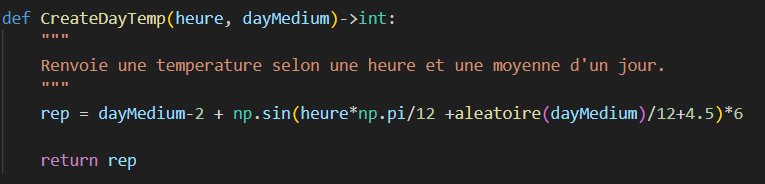 def CreateDayTemp(heure, dayMedium)->int:
"""
Renvoie une temperature selon une heure et une moyenne d'un jour.
"""
rep = dayMedium-2 + np.sin(heure*np.pi/12 +aleatoire(dayMedium)/12+4.5)*6
return rep